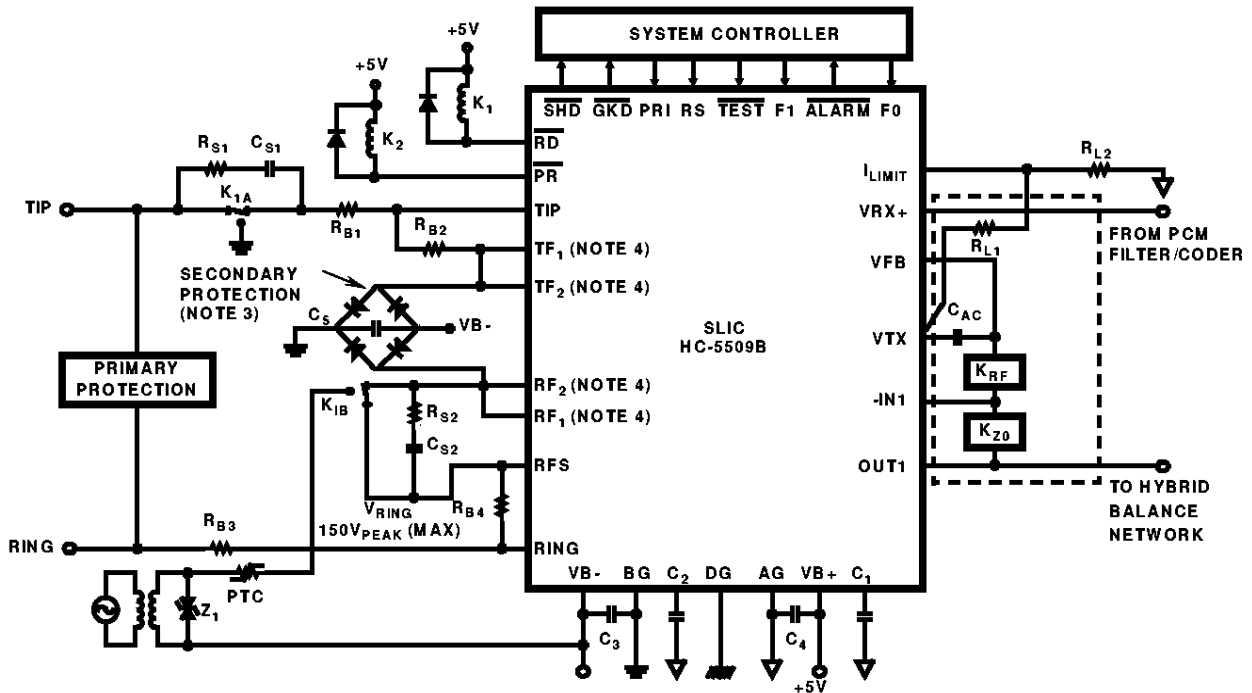 SYSTEM CONTROLLER
+5V
+5V
K1
K2
SHD GKD PRI RS TEST F1 ALARM F0
RD
PR
RS1 CS1
K1A
TIP
RB1
TIP
RB2
TF1 (NOTE 4)
TF2 (NOTE 4)
SECONDARY
PROTECTION
(NOTE 3)
CS
VB-
PRIMARY
PROTECTION
KIB
RF2 (NOTE 4)
RF1 (NOTE 4)
RS2
CS2
RFS
VRING
150VPEAK (MAX)
RB4
RB3
RING
RING
PTC
Z1
SLIC
HC-5509B
ILIMIT
RL2
VRX+
RL1
FROM PCM
FILTER/CODER
VFB
CAC
VTX
KRF
-IN1
KZ0
OUT1
TO HYBRID
BALANCE
NETWORK
VB- BG C2 DG AG VB+ C1
C3
C4
+5V